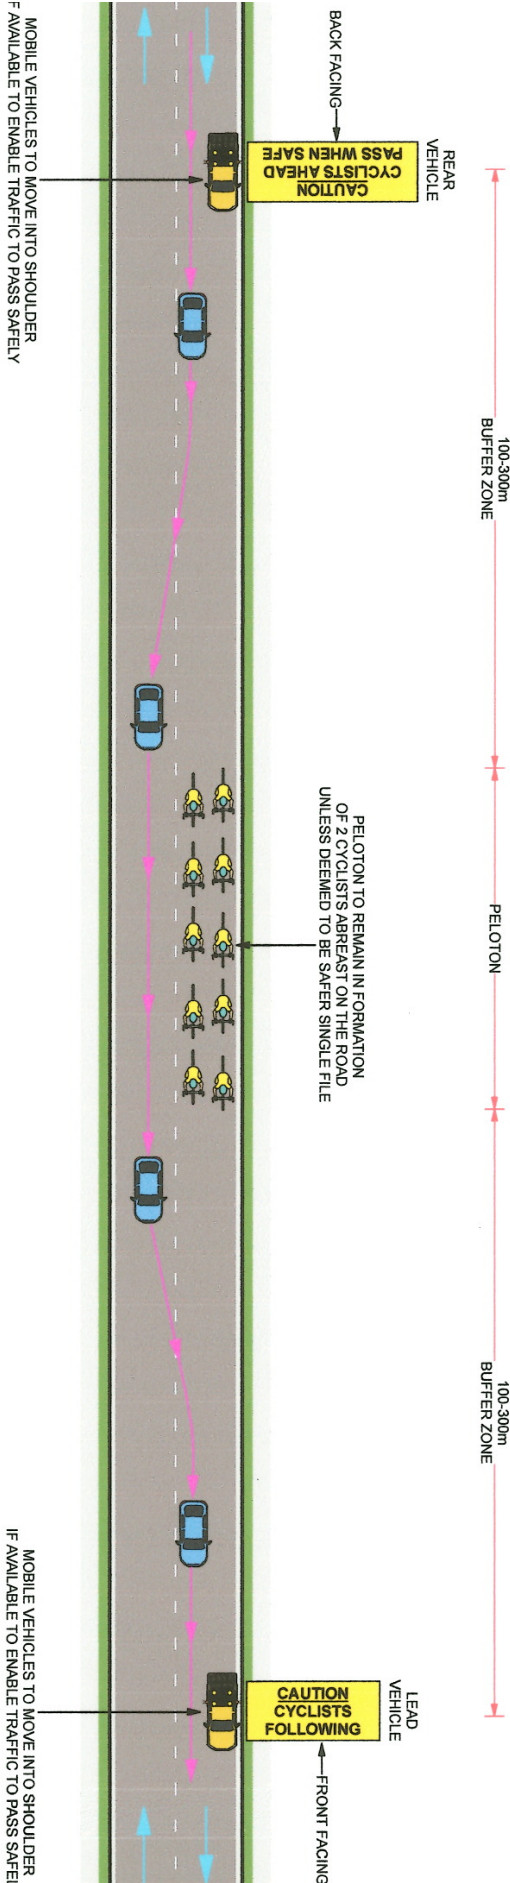 BACK FACING
REAR
VEHICLE
CAUTION
CYCLISTS AHEAD
PASS WHEN SAFE
MOBILE VEHICLES TO MOVE INTO SHOULDER
F AVAILABLE TO ENABLE TRAFFIC TO PASS SAFELY
100-300m
BUFFER ZONE
PELOTON
PELOTON TO REMAIN IN FORMATION
OF 2 CYCLISTS ABREAST ON THE ROAD
UNLESS DEEMED TO BE SAFER SINGLE FILE
100-300m
BUFFER ZONE
LEAD
VEHICLE
CAUTION
CYCLISTS
FOLLOWING
FRONT FACING
MOBILE VEHICLES TO MOVE INTO SHOULDER
IF AVAILABLE TO ENABLE TRAFFIC TO PASS SAFEL